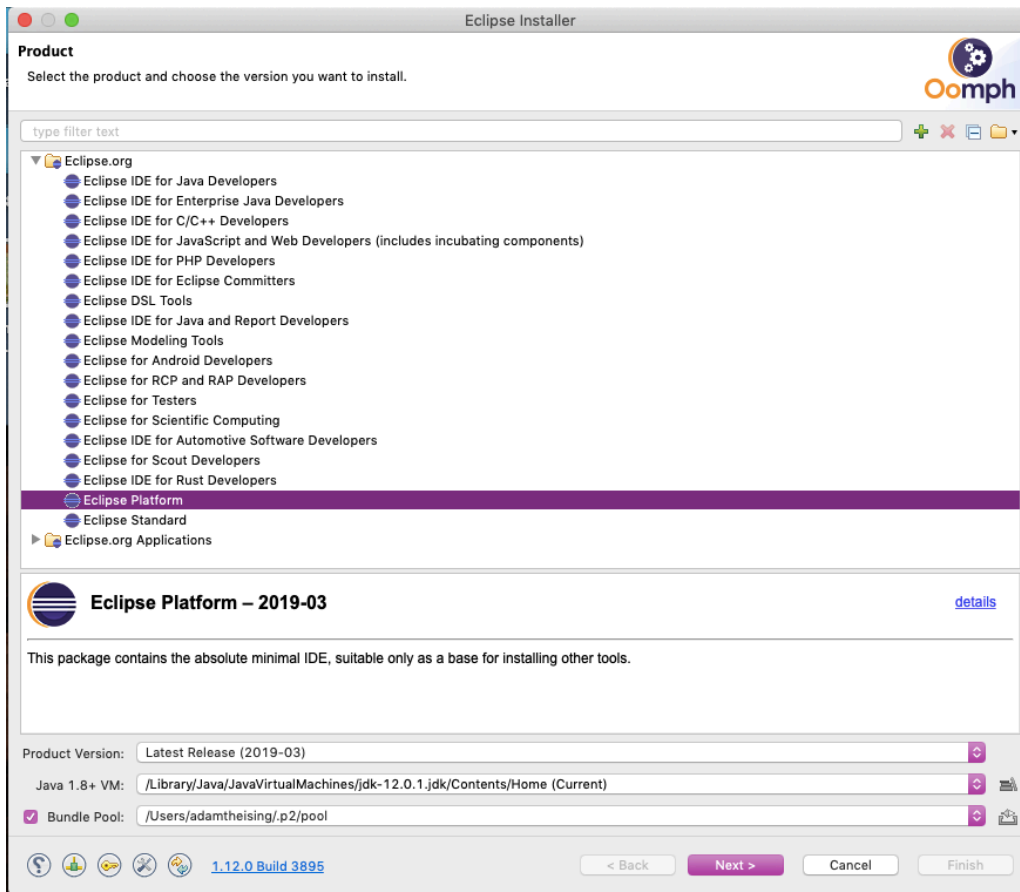 Eclipse Installer
Product
Select the product and choose the version you want to install.
Oomph
type filter text
Eclipse.org
Eclipse IDE for Java Developers
Eclipse IDE for Enterprise Java Developers
Eclipse IDE for C/C++ Developers
Eclipse IDE for JavaScript and Web Developers (includes incubating components)
Eclipse IDE for PHP Developers
Eclipse IDE for Eclipse Committers
Eclipse DSL Tools
Eclipse IDE for Java and Report Developers
Eclipse Modeling Tools
Eclipse for Android Developers
Eclipse for RCP and RAP Developers
Eclipse for Testers
Eclipse for Scientific Computing
Eclipse IDE for Automotive Software Developers
Eclipse for Scout Developers
Eclipse IDE for Rust Developers
Eclipse Platform
Eclipse Standard
Eclipse.org Applications
Eclipse Platform – 2019-03 details
This package contains the absolute minimal IDE, suitable only as a base for installing other tools.
Product Version: Latest Release (2019-03)
Java 1.8+ VM: /Library/Java/JavaVirtualMachines/jdk-12.0.1.jdk/Contents/Home (Current)
Bundle Pool: /Users/adamtheising/.p2/pool
1.12.0 Build 3895 < Back Next > Cancel Finish